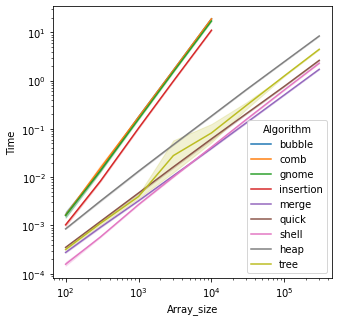 10¹
10⁰
10⁻¹
10⁻²
10⁻³
10⁻⁴
Time
10²
10³
10⁴
10⁵
Array_size
Algorithm
bubble
comb
gnome
insertion
merge
quick
shell
heap
tree